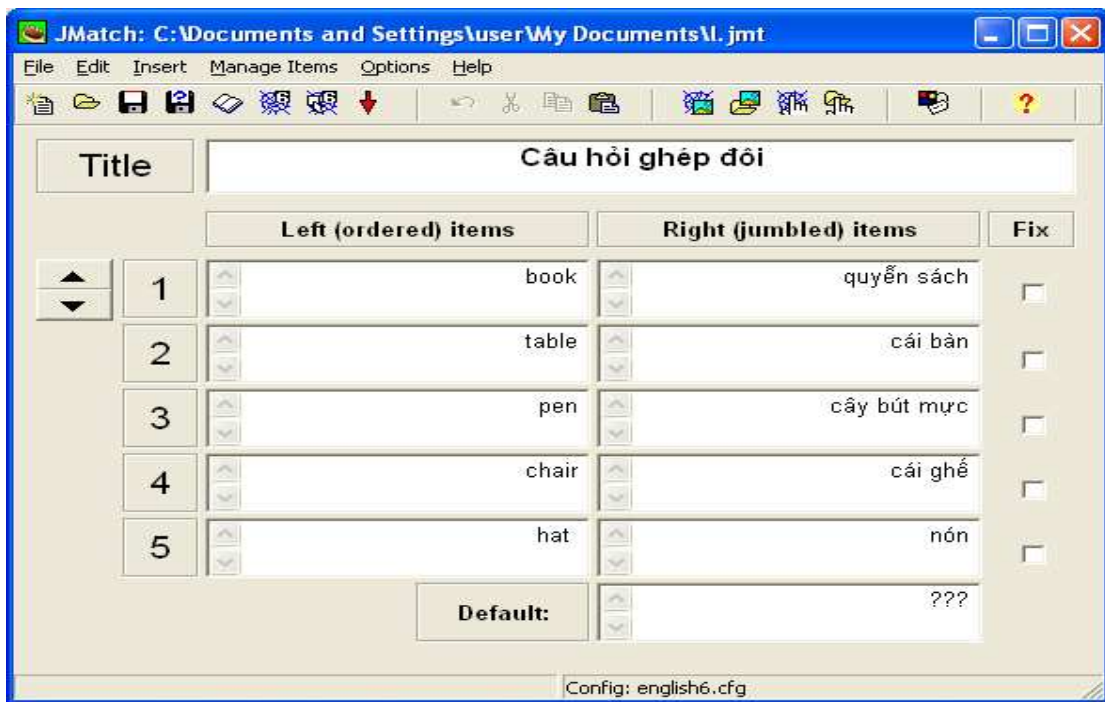 JMatch: C:\Documents and Settings\user\My Documents\l.jmt
File Edit Insert Manage Items Options Help
Title Câu hỏi ghép đôi
Left (ordered) items Right (jumbled) items Fix
1 book quyễn sách
2 table cái bàn
3 pen cây bút mực
4 chair cái ghế
5 hat nón
Default: ???
Config: english6.cfg